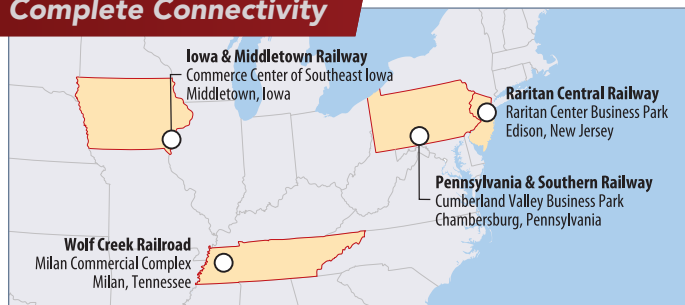 Complete Connectivity
Iowa & Middletown Railway
Commerce Center of Southeast Iowa
Middletown, Iowa
Raritan Central Railway
Raritan Center Business Park
Edison, New Jersey
Pennsylvania & Southern Railway
Cumberland Valley Business Park
Chambersburg, Pennsylvania
Wolf Creek Railroad
Milan Commercial Complex
Milan, Tennessee